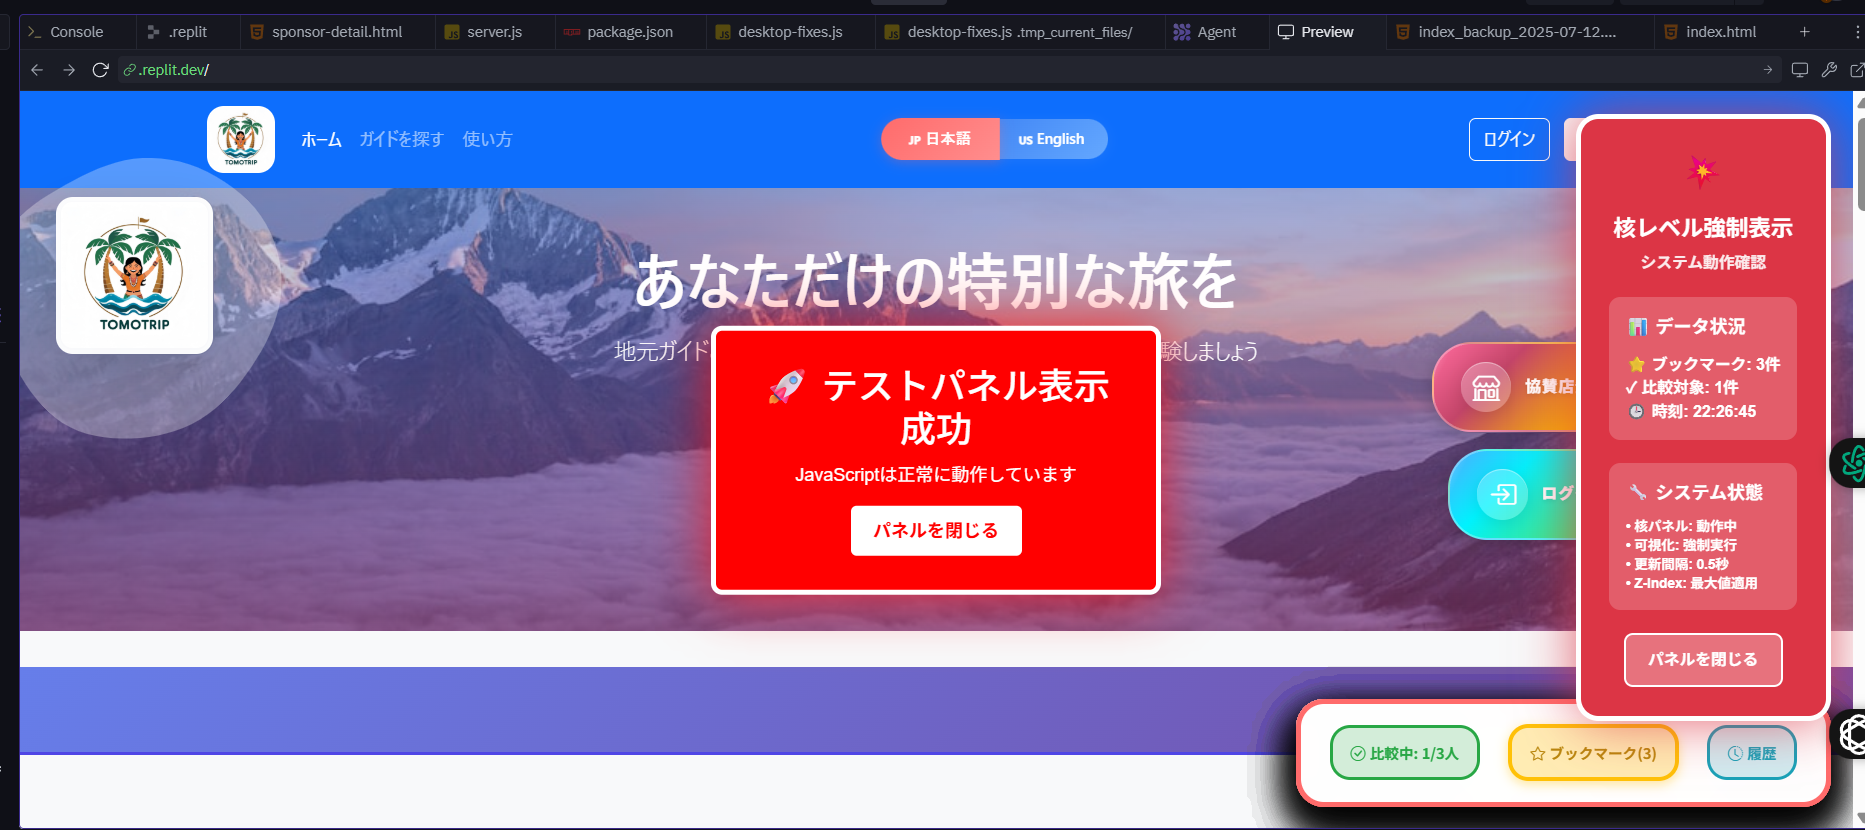 Console
.replit
sponsor-detail.html
server.js
package.json
desktop-fixes.js
desktop-fixes.js .tmp_current_files/
Agent
Preview
index_backup_2025-07-12....
index.html
.replit.dev/
TOMOTRIP
ホーム
ガイドを探す
使い方
JP 日本語
US English
ログイン
TOMOTRIP
あなただけの特別な旅を
地元ガイド
験しましょう
🚀 テストパネル表示
成功
JavaScriptは正常に動作しています
パネルを閉じる
協賛店
ログ
💥
核レベル強制表示
システム動作確認
📊 データ状況
⭐ ブックマーク: 3件
✓ 比較対象: 1件
🕒 時刻: 22:26:45
🔧 システム状態
• 核パネル: 動作中
• 可視化: 強制実行
• 更新間隔: 0.5秒
• Z-Index: 最大値適用
パネルを閉じる
比較中: 1/3人
ブックマーク(3)
履歴